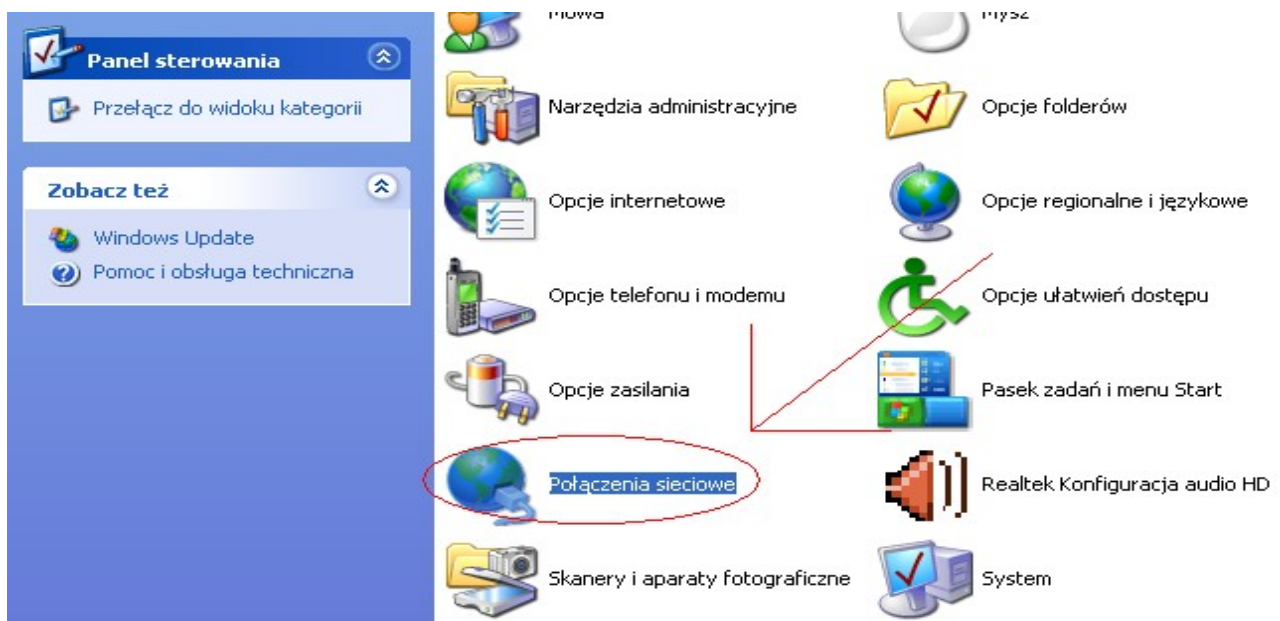 Panel sterowania
Przełącz do widoku kategorii
Zobacz też
Windows Update
Pomoc i obsługa techniczna
Mowa
Mysz
Narzędzia administracyjne
Opcje folderów
Opcje internetowe
Opcje regionalne i językowe
Opcje telefonu i modemu
Opcje ułatwień dostępu
Opcje zasilania
Pasek zadań i menu Start
Połączenia sieciowe
Realtek Konfiguracja audio HD
Skanery i aparaty fotograficzne
System